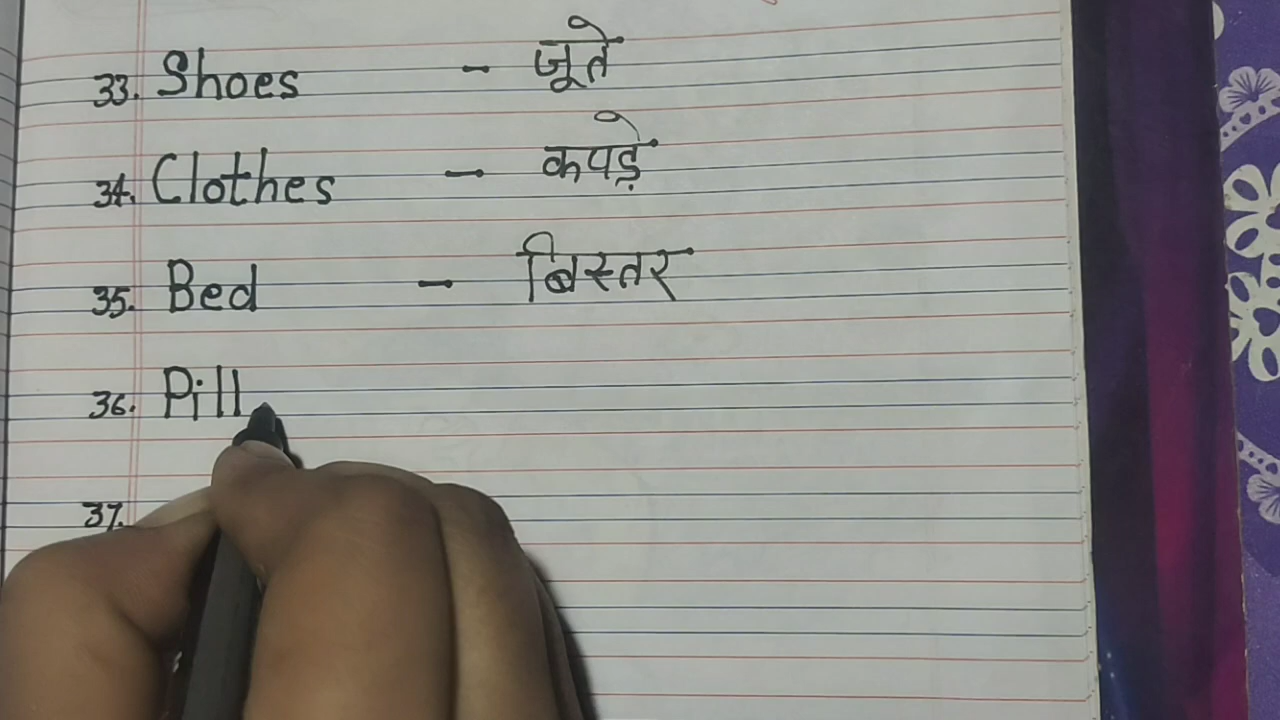 33. Shoes - जूते
34. Clothes - कपड़े
35. Bed - बिस्तर
36. Pill
37.